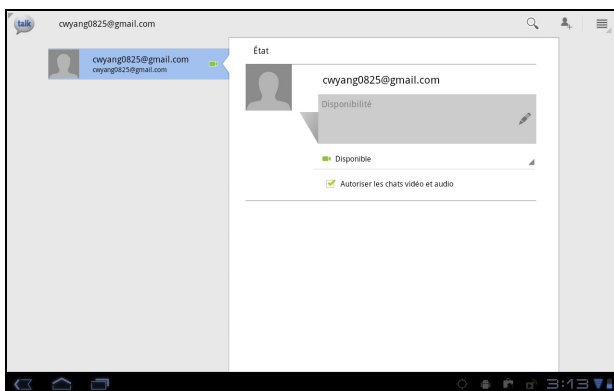 talk
cwyang0825@gmail.com
cwyang0825@gmail.com
cwyang0825@gmail.com
État
cwyang0825@gmail.com
Disponibilité
Disponible
Autoriser les chats vidéo et audio
3:13